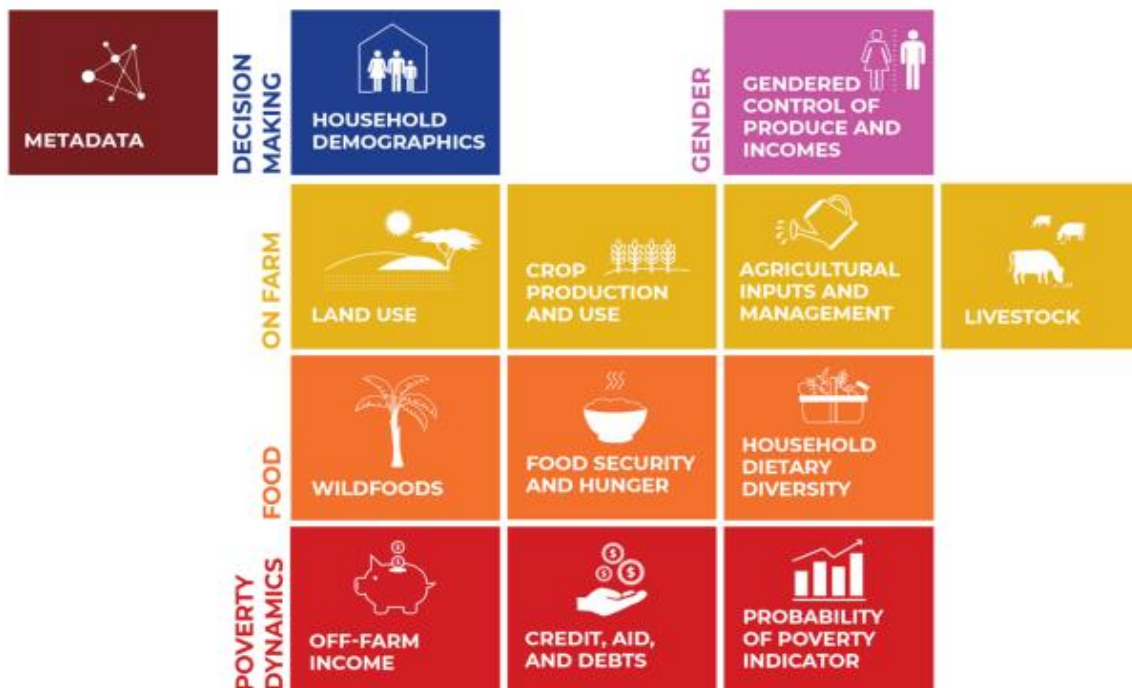 METADATA
DECISION
MAKING
HOUSEHOLD
DEMOGRAPHICS
GENDER
GENDERED
CONTROL OF
PRODUCE AND
INCOMES
ON FARM
LAND USE
CROP
PRODUCTION
AND USE
AGRICULTURAL
INPUTS AND
MANAGEMENT
LIVESTOCK
FOOD
WILDFOODS
FOOD SECURITY
AND HUNGER
HOUSEHOLD
DIETARY
DIVERSITY
POVERTY
DYNAMICS
OFF-FARM
INCOME
$
$
CREDIT, AID,
AND DEBTS
$
$
$
PROBABILITY
OF POVERTY
INDICATOR